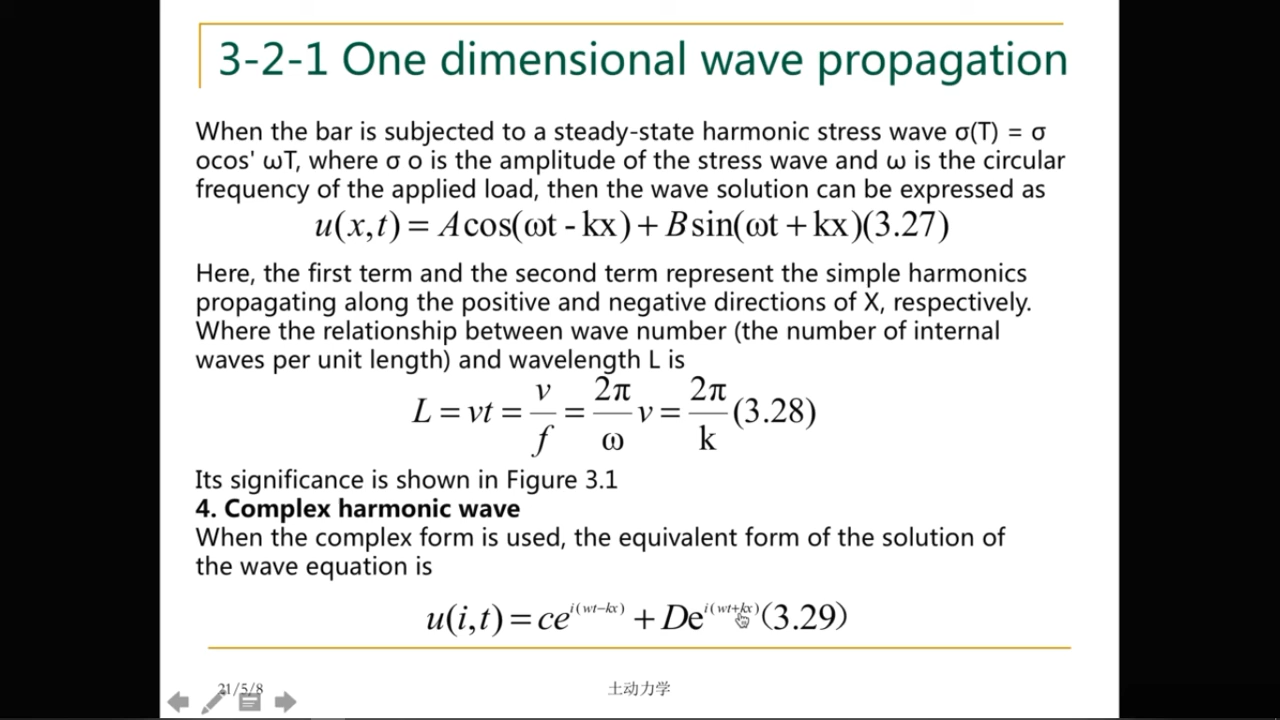 3-2-1 One dimensional wave propagation
When the bar is subjected to a steady-state harmonic stress wave σ(T) = σ
ocos' ωT, where σ o is the amplitude of the stress wave and ω is the circular
frequency of the applied load, then the wave solution can be expressed as
u(x,t) = A cos(ωt - kx) + B sin(ωt + kx)(3.27)
Here, the first term and the second term represent the simple harmonics
propagating along the positive and negative directions of X, respectively.
Where the relationship between wave number (the number of internal
waves per unit length) and wavelength L is
L = vt = v/f = 2π/ω v = 2π/k (3.28)
Its significance is shown in Figure 3.1
4. Complex harmonic wave
When the complex form is used, the equivalent form of the solution of
the wave equation is
u(i,t) = ce^{i(wt-kx)} + De^{i(wt+kx)}(3.29)
21/5/8
土动力学